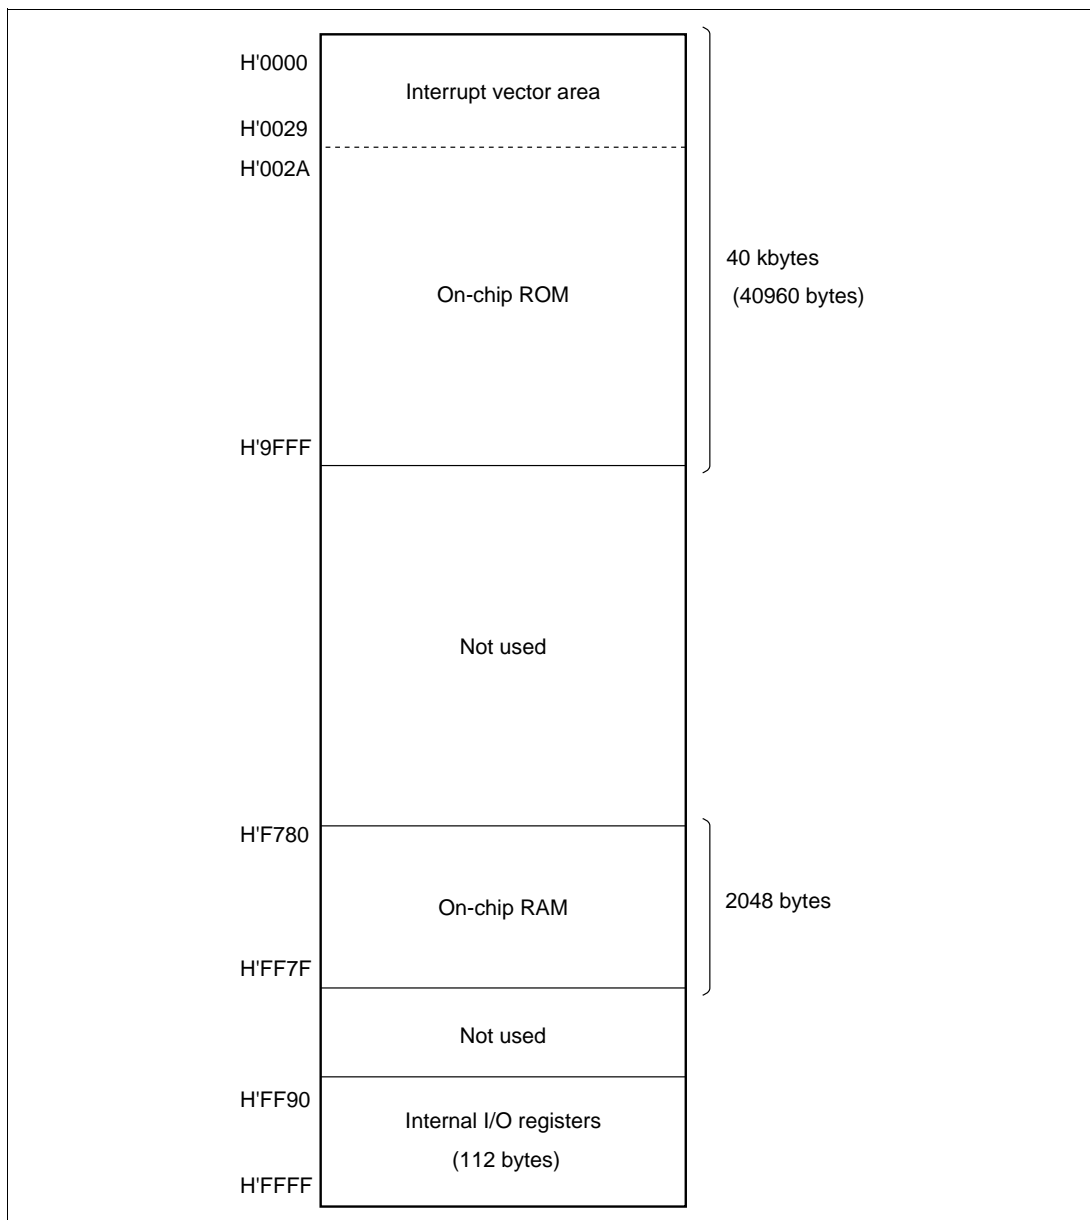 H'0000
Interrupt vector area
H'0029
H'002A
40 kbytes
(40960 bytes)
On-chip ROM
H'9FFF
Not used
H'F780
On-chip RAM
2048 bytes
H'FF7F
Not used
H'FF90
Internal I/O registers
(112 bytes)
H'FFFF